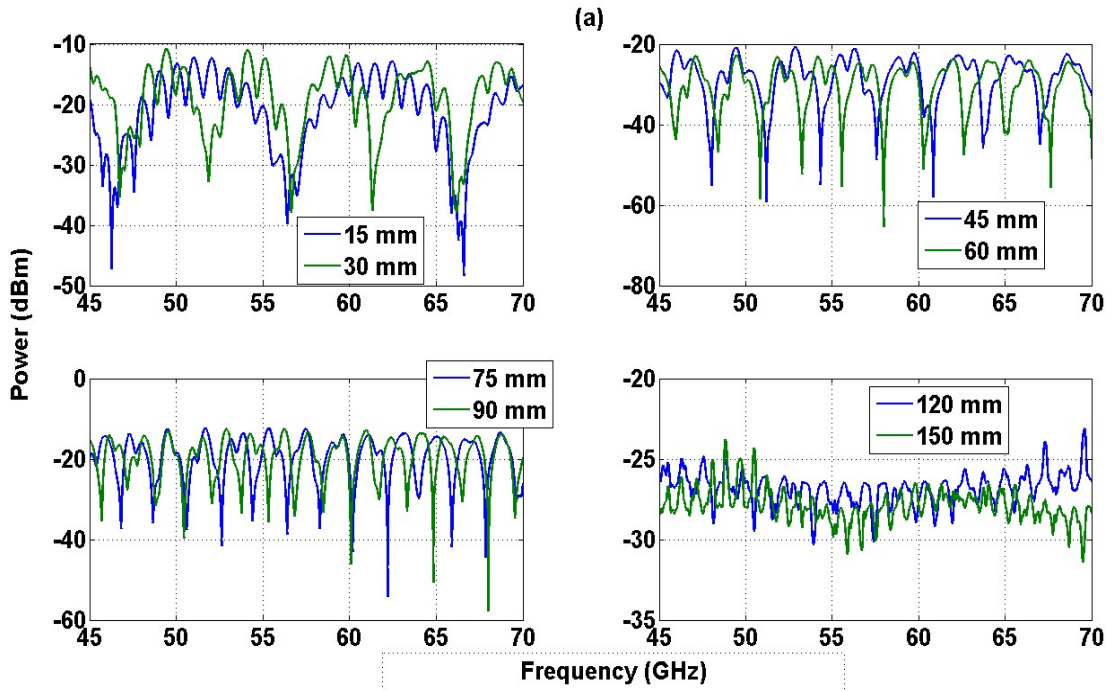 (a)
Power (dBm)
-10
-20
-30
-40
-50
45 50 55 60 65 70
15 mm
30 mm
-20
-40
-60
-80
45 50 55 60 65 70
45 mm
60 mm
0
-20
-40
-60
45 50 55 60 65 70
75 mm
90 mm
-20
-25
-30
-35
45 50 55 60 65 70
120 mm
150 mm
Frequency (GHz)